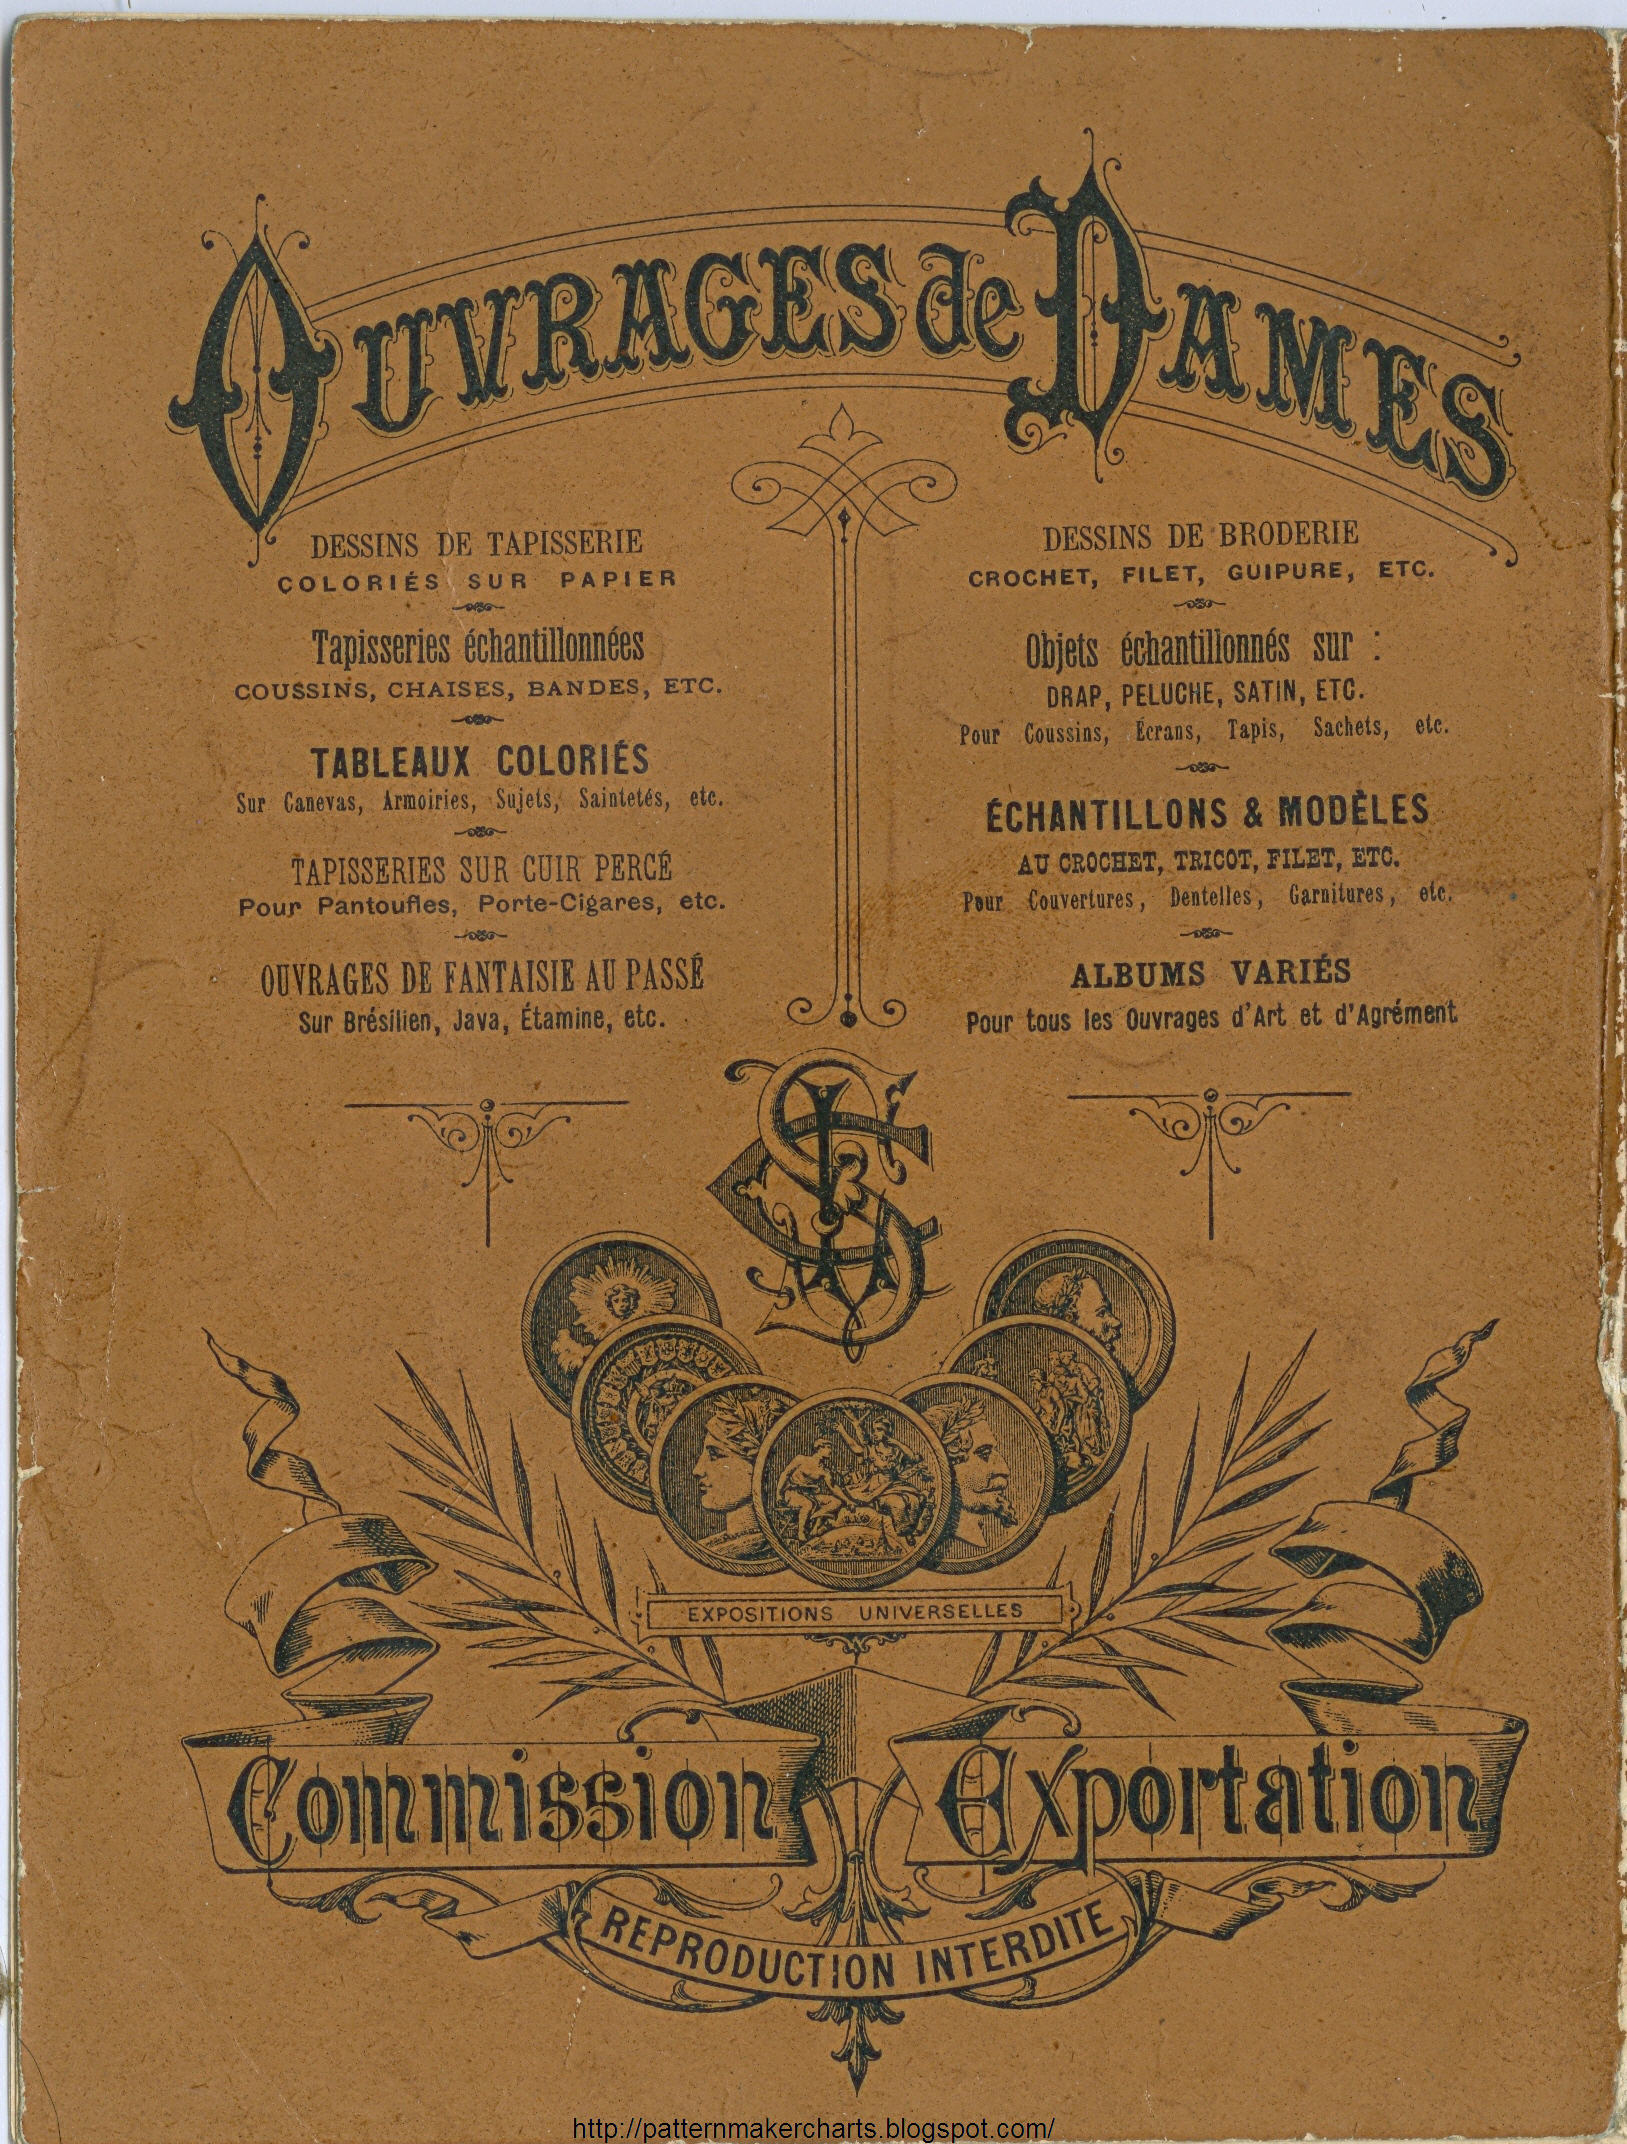 OUVRAGES de DAMES
DESSINS DE TAPISSERIE
COLORIÉS SUR PAPIER
Tapisseries échantillonnées
COUSSINS, CHAISES, BANDES, ETC.
TABLEAUX COLORIÉS
Sur Canevas, Armoiries, Sujets, Saintetés, etc.
TAPISSERIES SUR CUIR PERCÉ
Pour Pantoufles, Porte-Cigares, etc.
OUVRAGES DE FANTAISIE AU PASSÉ
Sur Brésilien, Java, Étamine, etc.
DESSINS DE BRODERIE
CROCHET, FILET, GUIPURE, ETC.
Objets échantillonnés sur :
DRAP, PELUCHE, SATIN, ETC.
Pour Coussins, Écrans, Tapis, Sachets, etc.
ÉCHANTILLONS & MODÈLES
AU CROCHET, TRICOT, FILET, ETC.
Pour Couvertures, Dentelles, Garnitures, etc.
ALBUMS VARIÉS
Pour tous les Ouvrages d'Art et d'Agrément
EXPOSITIONS UNIVERSELLES
Commission Exportation
REPRODUCTION INTERDITE
http://patternmakercharts.blogspot.com/